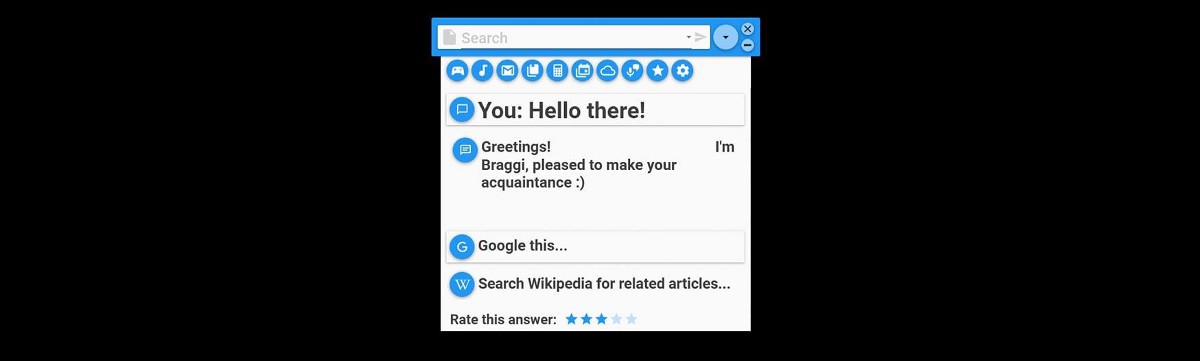 Search
You: Hello there!
Greetings! I'm
Braggi, pleased to make your
acquaintance :)
G Google this...
W Search Wikipedia for related articles...
Rate this answer: